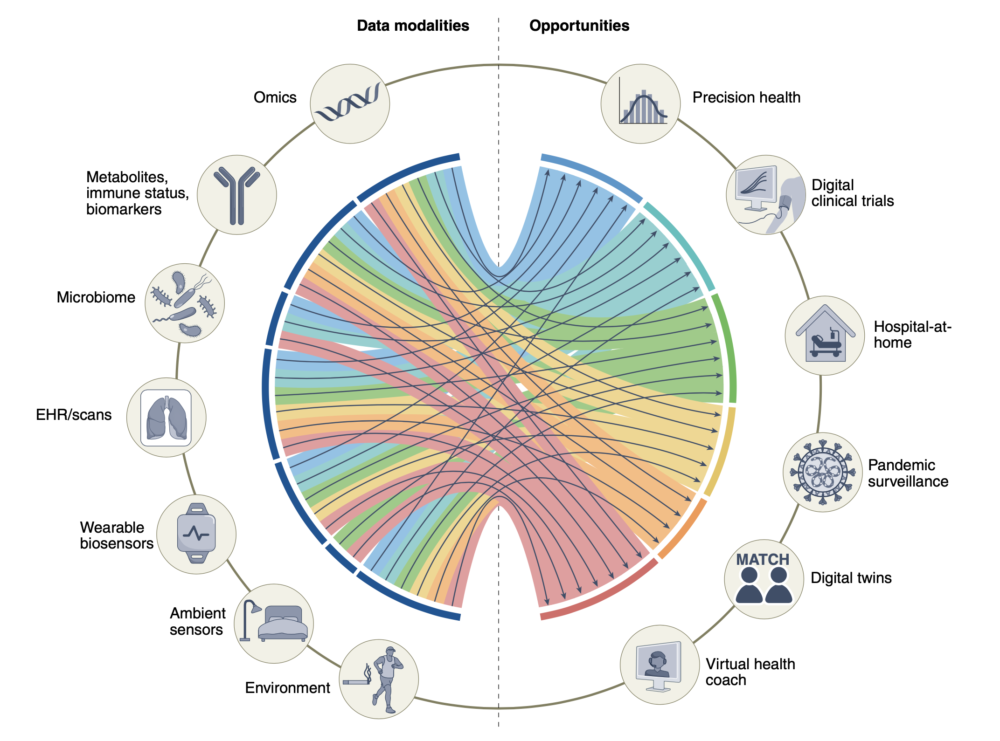 Data modalities
Opportunities
Omics
Metabolites,
immune status,
biomarkers
Microbiome
EHR/scans
Wearable
biosensors
Ambient
sensors
Environment
Precision health
Digital
clinical trials
Hospital-at-
home
Pandemic
surveillance
MATCH
Digital twins
Virtual health
coach